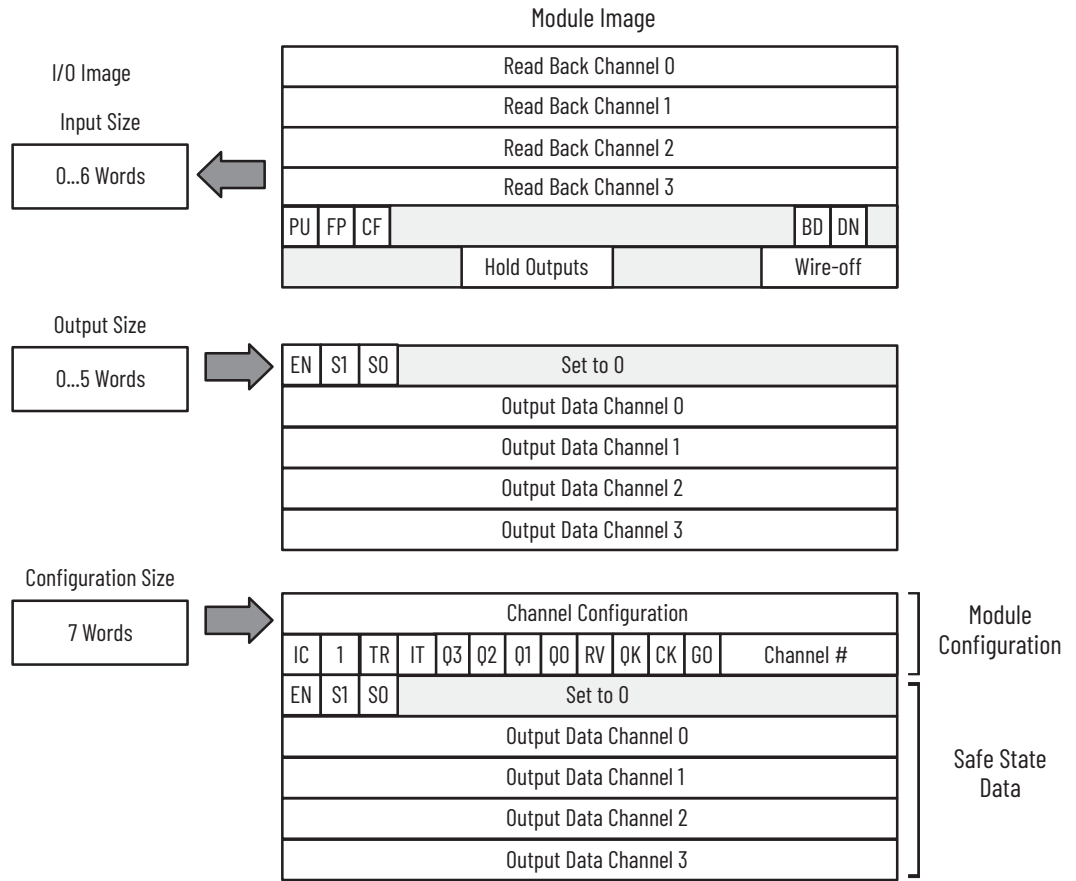 Module Image
I/O Image
Input Size
0...6 Words
Read Back Channel 0
Read Back Channel 1
Read Back Channel 2
Read Back Channel 3
PU FP CF BD DN
Hold Outputs Wire-off
Output Size
0...5 Words
EN S1 S0 Set to 0
Output Data Channel 0
Output Data Channel 1
Output Data Channel 2
Output Data Channel 3
Configuration Size
7 Words
Channel Configuration
IC 1 TR IT Q3 Q2 Q1 Q0 RV QK CK GO Channel #
Module
Configuration
EN S1 S0 Set to 0
Output Data Channel 0
Output Data Channel 1
Output Data Channel 2
Output Data Channel 3
Safe State
Data